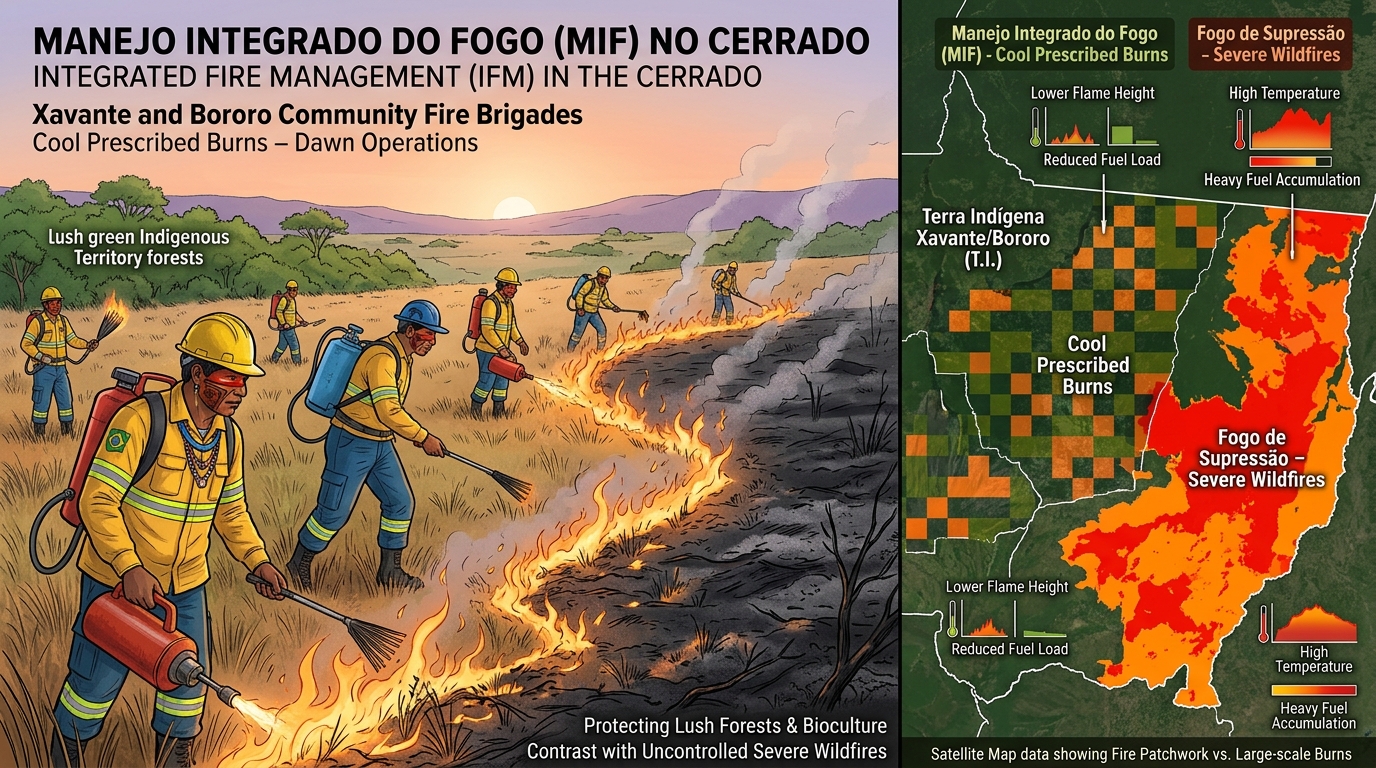 MANEJO INTEGRADO DO FOGO (MIF) NO CERRADO
INTEGRATED FIRE MANAGEMENT (IFM) IN THE CERRADO
Xavante and Bororo Community Fire Brigades
Cool Prescribed Burns – Dawn Operations
Lush green Indigenous
Territory forests
Protecting Lush Forests & Bioculture
Contrast with Uncontrolled Severe Wildfires
Manejo Integrado do Fogo
(MIF) - Cool Prescribed Burns
Fogo de Supressão
– Severe Wildfires
Lower Flame Height
Reduced Fuel Load
High Temperature
Heavy Fuel Accumulation
Terra Indígena
Xavante/Bororo
(T.I.)
Cool
Prescribed
Burns
Fogo de
Supressão –
Severe Wildfires
Lower Flame Height
Reduced Fuel Load
High
Temperature
Heavy Fuel
Accumulation
Satellite Map data showing Fire Patchwork vs. Large-scale Burns